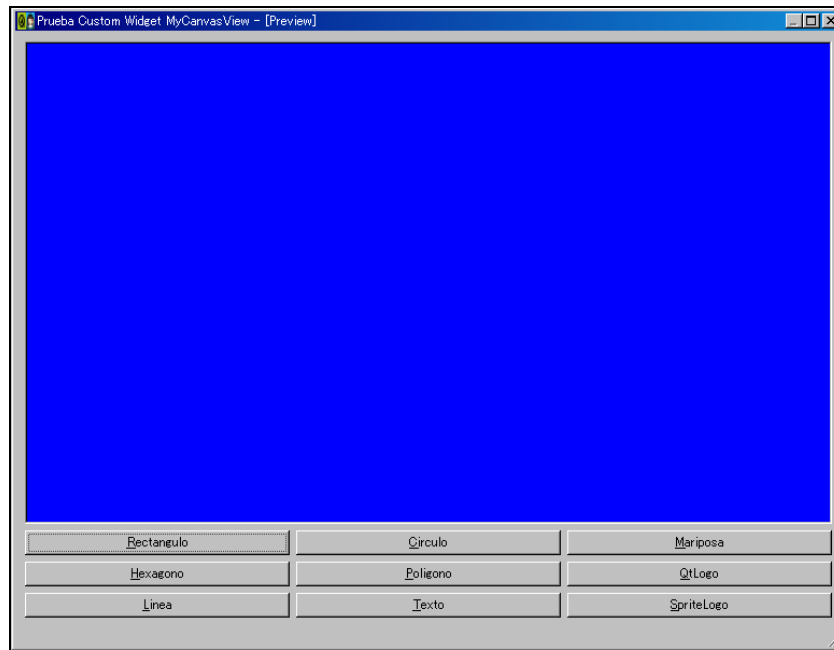 Prueba Custom Widget MyCanvasView - [Preview]
Rectangulo Circulo Mariposa
Hexagono Poligono QtLogo
Linea Texto SpriteLogo